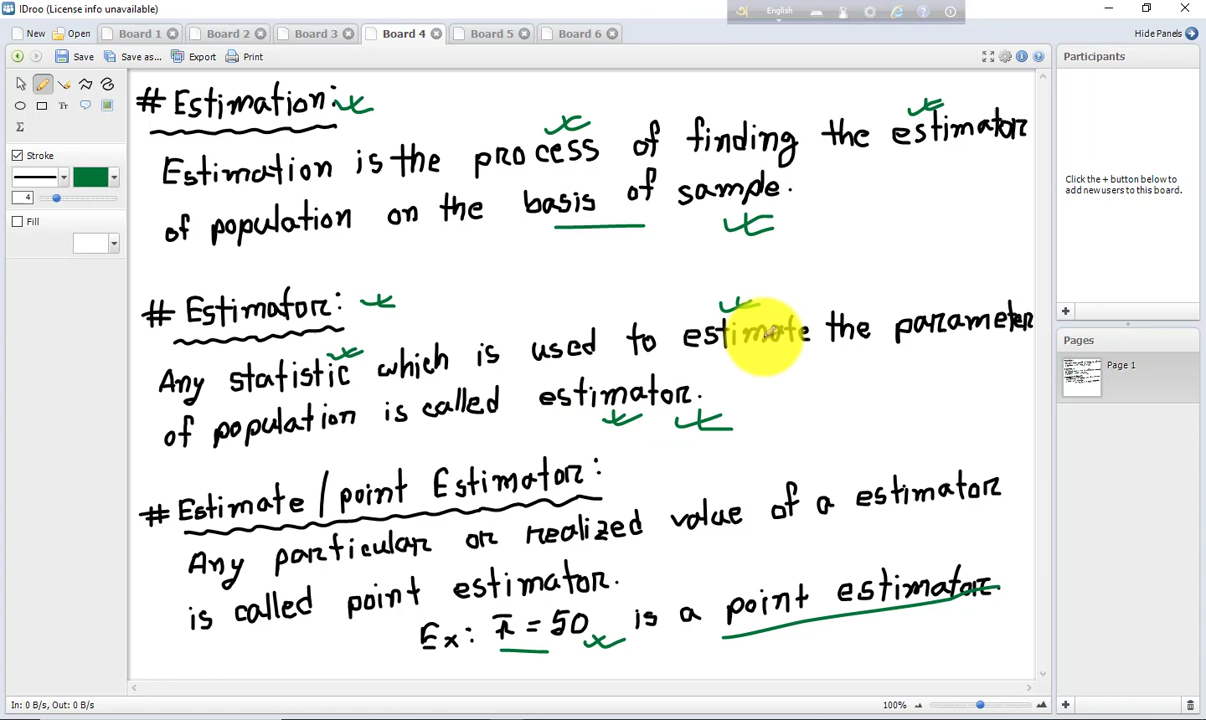 IDroo (License info unavailable)
English
New Open Board 1 Board 2 Board 3 Board 4 Board 5 Board 6 Hide Panels
Save Save as... Export Print Participants
Tr
Σ
Stroke
4
Fill
Click the + button below to
add new users to this board.
# Estimation:
Estimation is the process of finding the estimator
of population on the basis of sample.
# Estimator:
Any statistic which is used to estimate the parameter
of population is called estimator.
# Estimate / point Estimator:
Any particular or realized value of a estimator
is called point estimator.
Ex: x̄ = 50 is a point estimator
Pages
Page 1
In: 0 B/s, Out: 0 B/s 100%